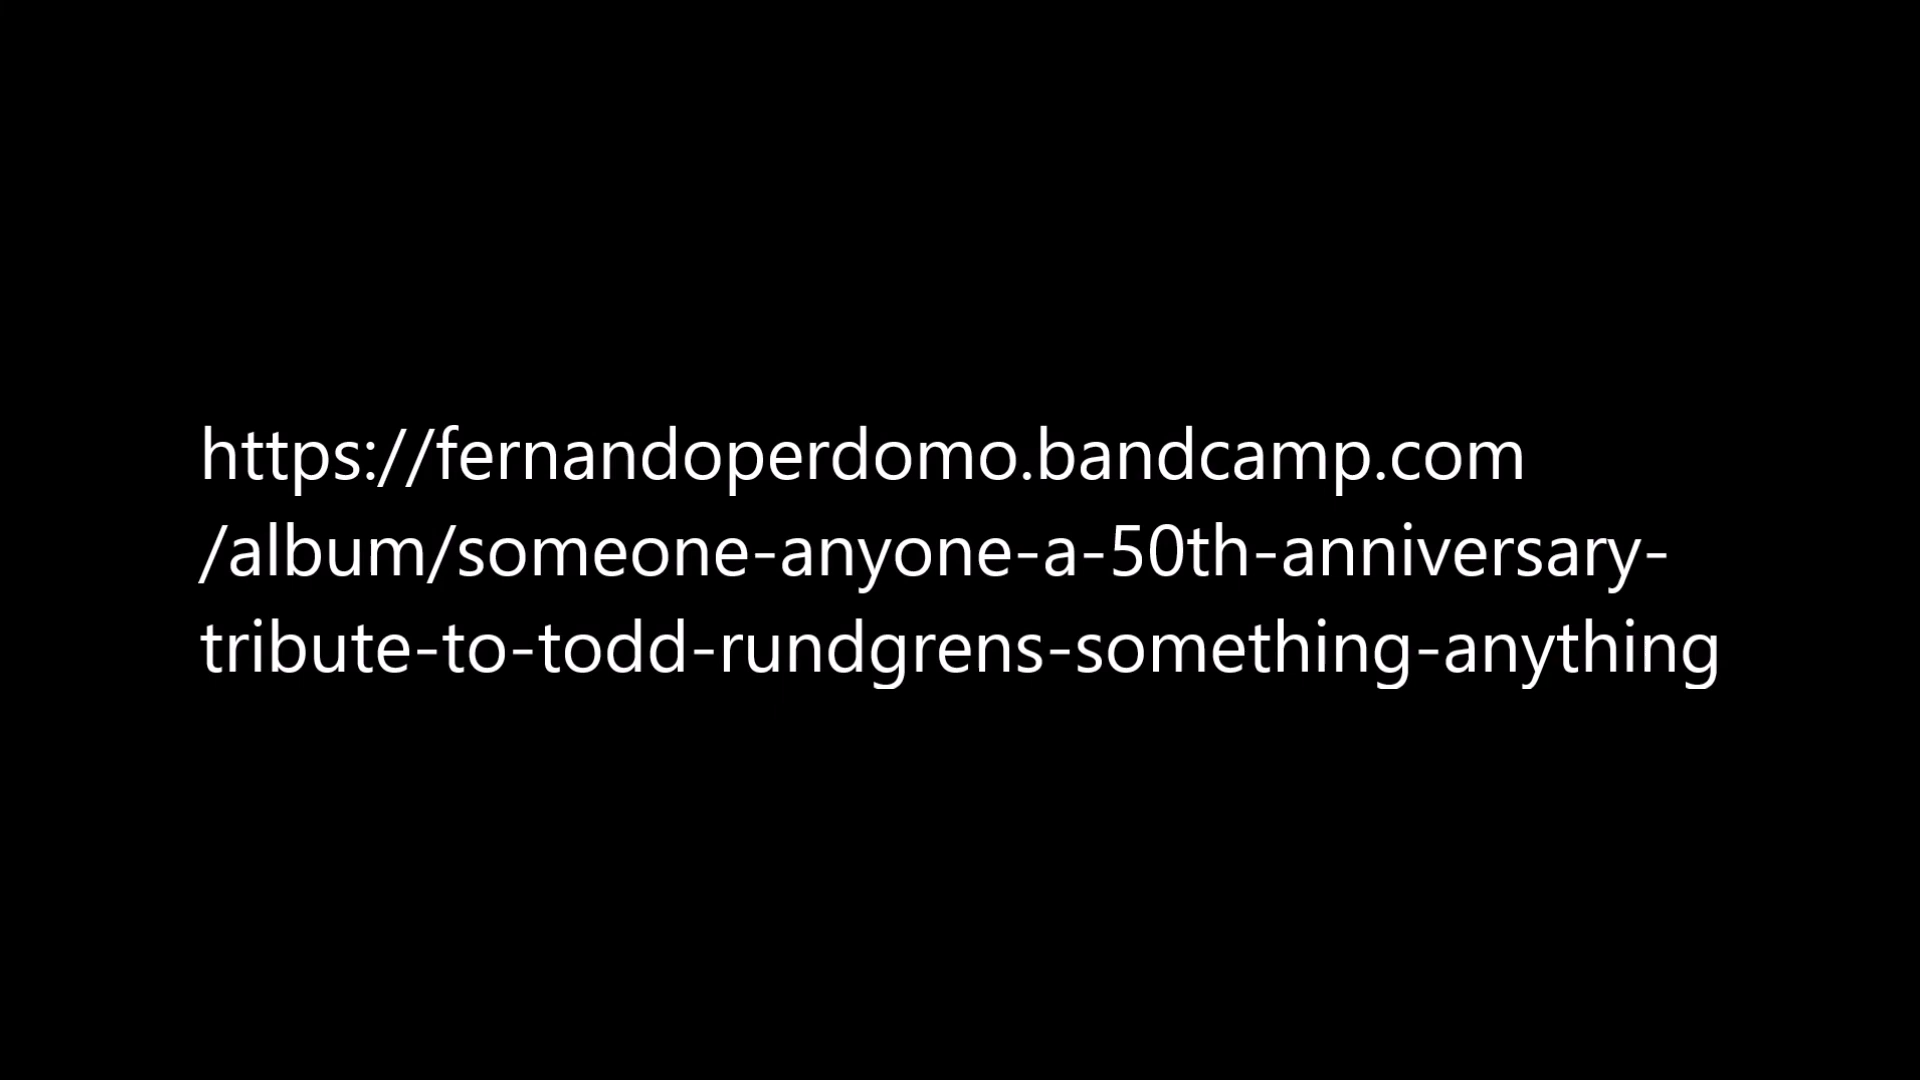 https://fernandoperdomo.bandcamp.com
/album/someone-anyone-a-50th-anniversary-
tribute-to-todd-rundgrens-something-anything